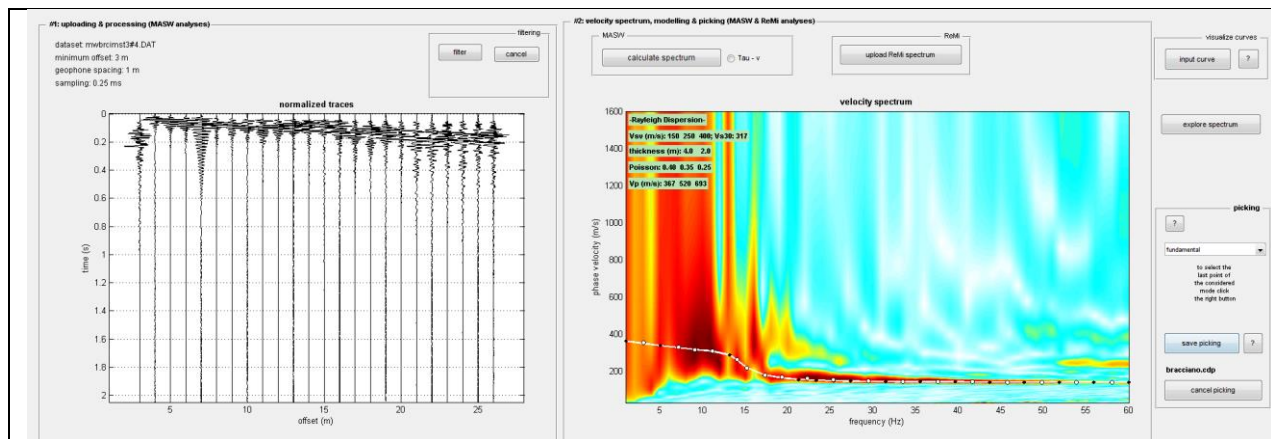 #1: uploading & processing (MASW analyses)
dataset: mwbrcimst3#4.DAT
minimum offset: 3 m
geophone spacing: 1 m
sampling: 0.25 ms
filtering
filter
cancel
normalized traces
0
0.2
0.4
0.6
0.8
1
1.2
1.4
1.6
1.8
2
time (s)
5
10
15
20
25
offset (m)
#2: velocity spectrum, modelling & picking (MASW & ReMi analyses)
MASW
calculate spectrum
Tau - v
ReMi
upload ReMi spectrum
velocity spectrum
-Rayleigh Dispersion-
Vsv (m/s): 150 250 400; Vs30: 317
thickness (m): 4.0 2.0
Poisson: 0.40 0.35 0.25
Vp (m/s): 367 520 693
1600
1400
1200
1000
800
600
400
200
phase velocity (m/s)
5
10
15
20
25
30
35
40
45
50
55
60
frequency (Hz)
visualize curves
input curve
?
explore spectrum
picking
?
fundamental
to select the
last point of
the considered
mode click
the right button
save picking
?
bracciano.cdp
cancel picking